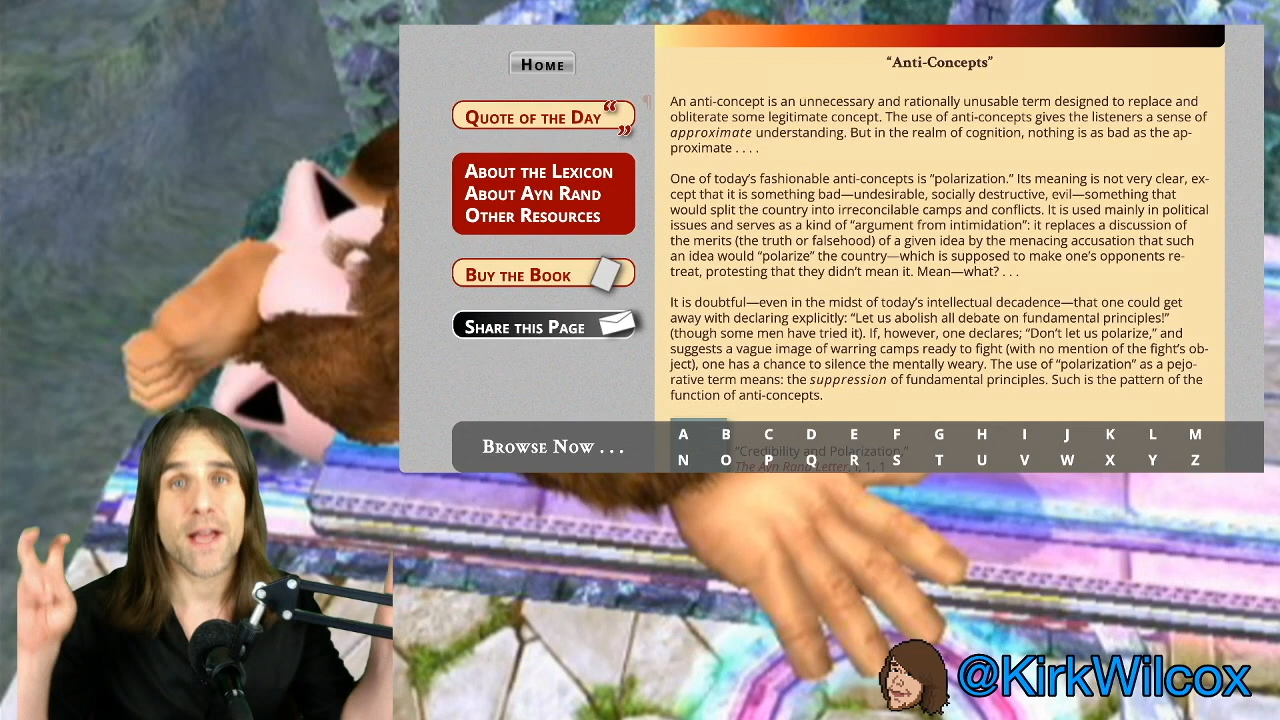 HOME
QUOTE OF THE DAY
ABOUT THE LEXICON
ABOUT AYN RAND
OTHER RESOURCES
BUY THE BOOK
SHARE THIS PAGE
“Anti-Concepts”
An anti-concept is an unnecessary and rationally unusable term designed to replace and
obliterate some legitimate concept. The use of anti-concepts gives the listeners a sense of
approximate understanding. But in the realm of cognition, nothing is as bad as the ap-
proximate . . . .
One of today’s fashionable anti-concepts is “polarization.” Its meaning is not very clear, ex-
cept that it is something bad—undesirable, socially destructive, evil—something that
would split the country into irreconcilable camps and conflicts. It is used mainly in political
issues and serves as a kind of “argument from intimidation”: it replaces a discussion of
the merits (the truth or falsehood) of a given idea by the menacing accusation that such
an idea would “polarize” the country—which is supposed to make one’s opponents re-
treat, protesting that they didn’t mean it. Mean—what? . . .
It is doubtful—even in the midst of today’s intellectual decadence—that one could get
away with declaring explicitly: “Let us abolish all debate on fundamental principles!”
(though some men have tried it). If, however, one declares; “Don’t let us polarize,” and
suggests a vague image of warring camps ready to fight (with no mention of the fight’s ob-
ject), one has a chance to silence the mentally weary. The use of “polarization” as a pejo-
rative term means: the suppression of fundamental principles. Such is the pattern of the
function of anti-concepts.
“Credibility and Polarization,”
The Ayn Rand Letter, 1, 1
BROWSE NOW . . .
A B C D E F G H I J K L M
N O P Q R S T U V W X Y Z
@KirkWilcox